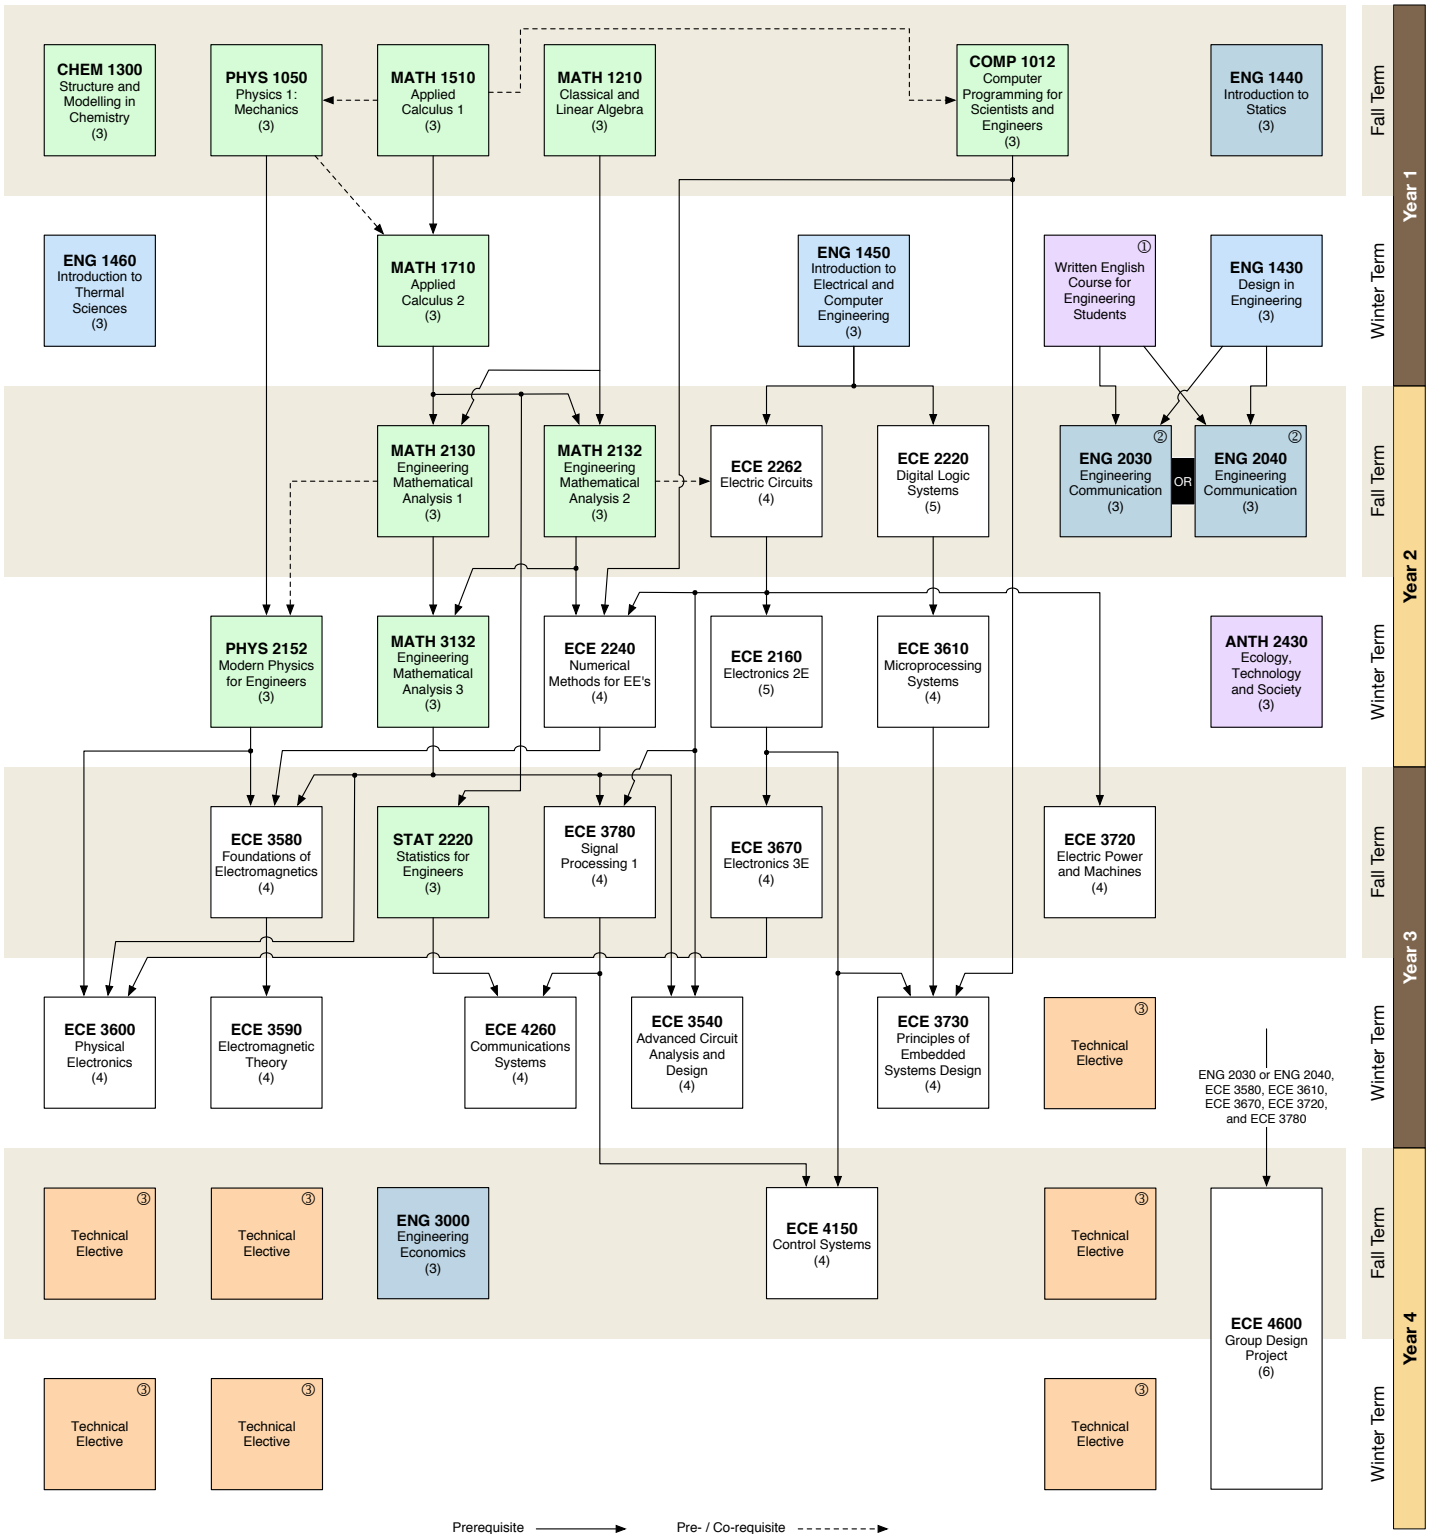 CHEM 1300
Structure and
Modelling in
Chemistry
(3)
PHYS 1050
Physics 1:
Mechanics
(3)
MATH 1510
Applied
Calculus 1
(3)
MATH 1210
Classical and
Linear Algebra
(3)
COMP 1012
Computer
Programming for
Scientists and
Engineers
(3)
ENG 1440
Introduction to
Statics
(3)
Fall Term
Year 1
ENG 1460
Introduction to
Thermal
Sciences
(3)
MATH 1710
Applied
Calculus 2
(3)
ENG 1450
Introduction to
Electrical and
Computer
Engineering
(3)
①
Written English
Course for
Engineering
Students
ENG 1430
Design in
Engineering
(3)
Winter Term
MATH 2130
Engineering
Mathematical
Analysis 1
(3)
MATH 2132
Engineering
Mathematical
Analysis 2
(3)
ECE 2262
Electric Circuits
(4)
ECE 2220
Digital Logic
Systems
(5)
②
ENG 2030
Engineering
Communication
(3)
OR
②
ENG 2040
Engineering
Communication
(3)
Fall Term
Year 2
PHYS 2152
Modern Physics
for Engineers
(3)
MATH 3132
Engineering
Mathematical
Analysis 3
(3)
ECE 2240
Numerical
Methods for EE's
(4)
ECE 2160
Electronics 2E
(5)
ECE 3610
Microprocessing
Systems
(4)
ANTH 2430
Ecology,
Technology
and Society
(3)
Winter Term
ECE 3580
Foundations of
Electromagnetics
(4)
STAT 2220
Statistics for
Engineers
(3)
ECE 3780
Signal
Processing 1
(4)
ECE 3670
Electronics 3E
(4)
ECE 3720
Electric Power
and Machines
(4)
Fall Term
Year 3
ECE 3600
Physical
Electronics
(4)
ECE 3590
Electromagnetic
Theory
(4)
ECE 4260
Communications
Systems
(4)
ECE 3540
Advanced Circuit
Analysis and
Design
(4)
ECE 3730
Principles of
Embedded
Systems Design
(4)
③
Technical
Elective
ENG 2030 or ENG 2040,
ECE 3580, ECE 3610,
ECE 3670, ECE 3720,
and ECE 3780
Winter Term
③
Technical
Elective
③
Technical
Elective
ENG 3000
Engineering
Economics
(3)
ECE 4150
Control Systems
(4)
③
Technical
Elective
ECE 4600
Group Design
Project
(6)
Fall Term
Year 4
③
Technical
Elective
③
Technical
Elective
③
Technical
Elective
Winter Term
Prerequisite
Pre- / Co-requisite